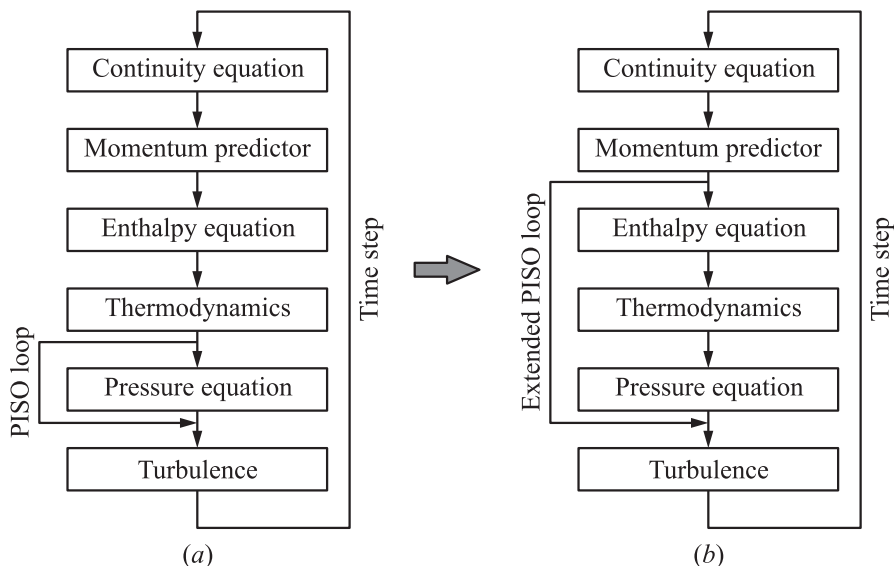 Continuity equation
Momentum predictor
Enthalpy equation
Thermodynamics
Pressure equation
Turbulence
PISO loop
Time step
(a)
Continuity equation
Momentum predictor
Enthalpy equation
Thermodynamics
Pressure equation
Turbulence
Extended PISO loop
Time step
(b)